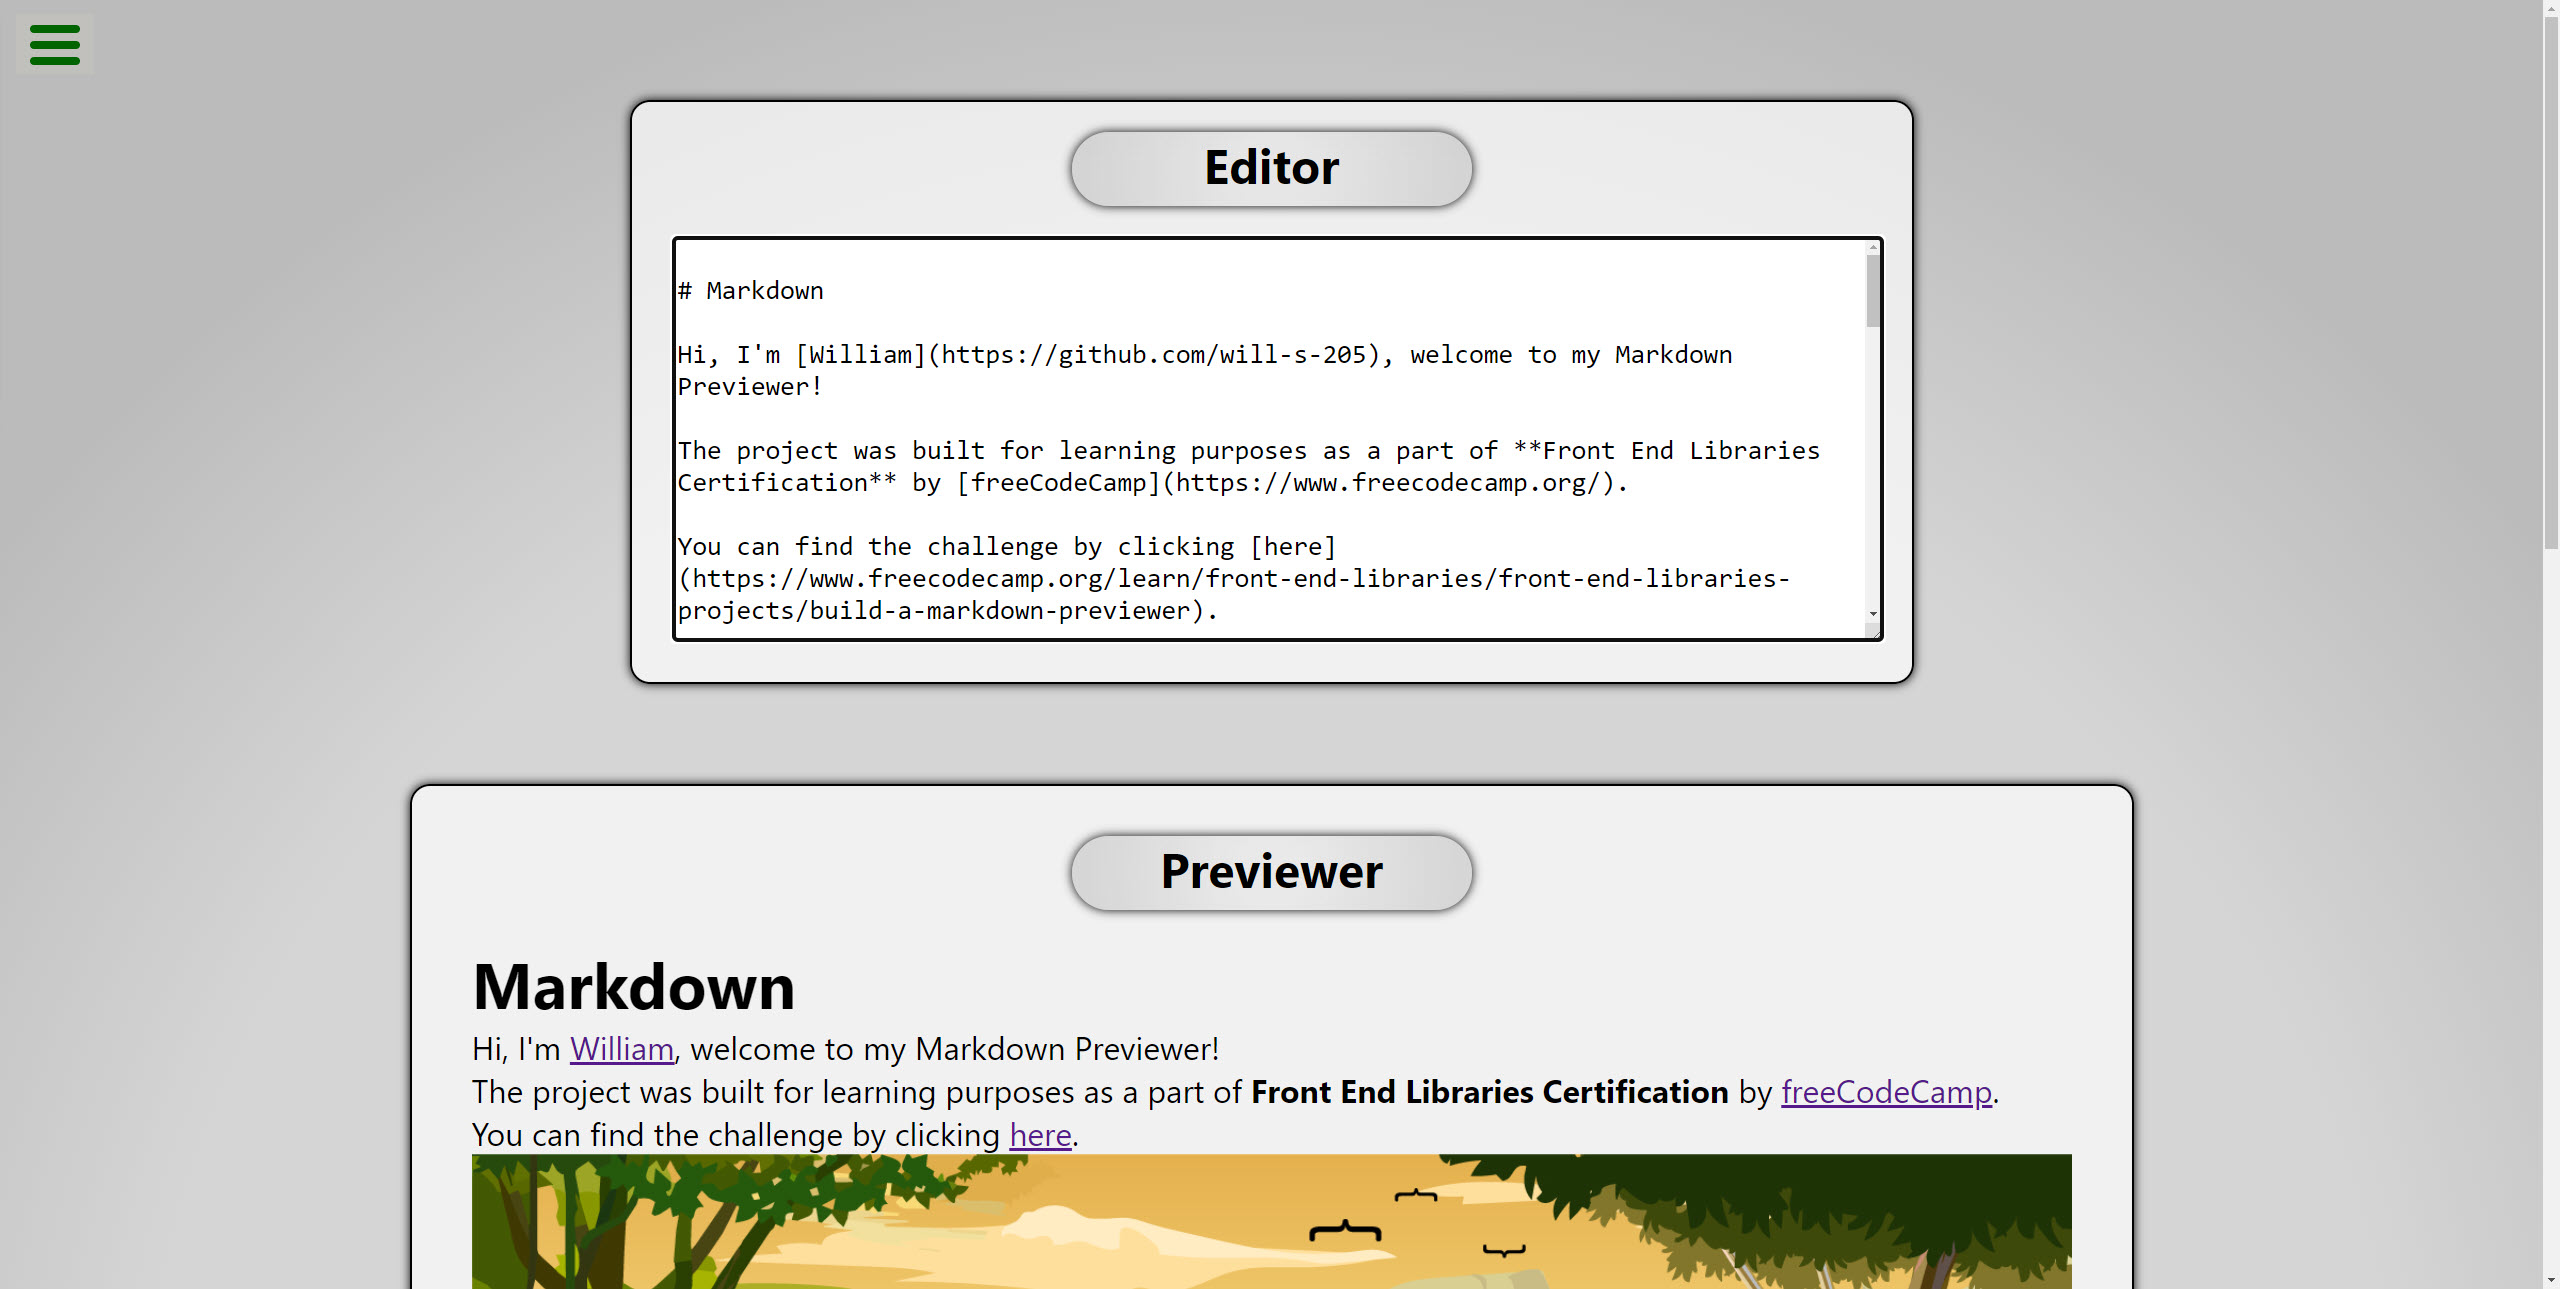 Editor
# Markdown
Hi, I'm [William](https://github.com/will-s-205), welcome to my Markdown
Previewer!
The project was built for learning purposes as a part of **Front End Libraries
Certification** by [freeCodeCamp](https://www.freecodecamp.org/).
You can find the challenge by clicking [here]
(https://www.freecodecamp.org/learn/front-end-libraries/front-end-libraries-
projects/build-a-markdown-previewer).
Previewer
Markdown
Hi, I'm William, welcome to my Markdown Previewer!
The project was built for learning purposes as a part of Front End Libraries Certification by freeCodeCamp.
You can find the challenge by clicking here.